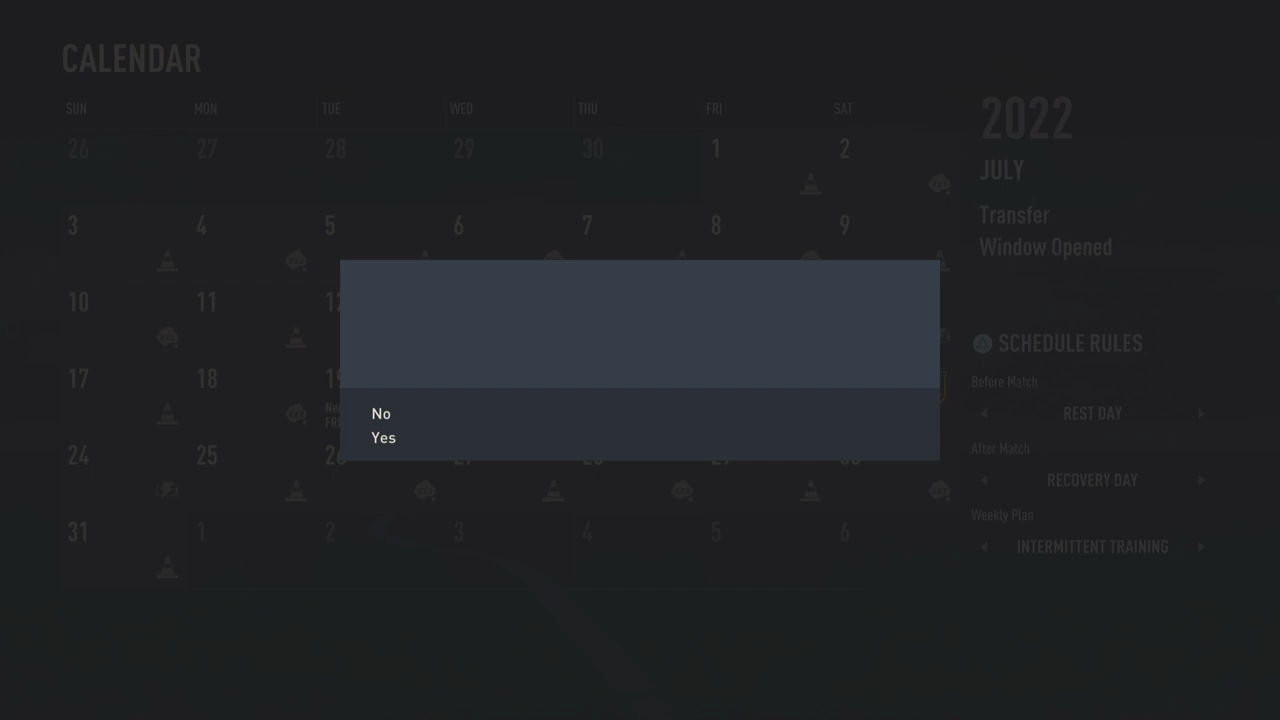 CALENDAR
SUN MON TUE WED THU FRI SAT
26 27 28 29 30 1 2
3 4 5 6 7 8 9
10 11
17 18
24 25
31 1 2 3 4 5 6
No
Yes
2022
JULY
Transfer
Window Opened
SCHEDULE RULES
Before Match
REST DAY
After Match
RECOVERY DAY
Weekly Plan
INTERMITTENT TRAINING